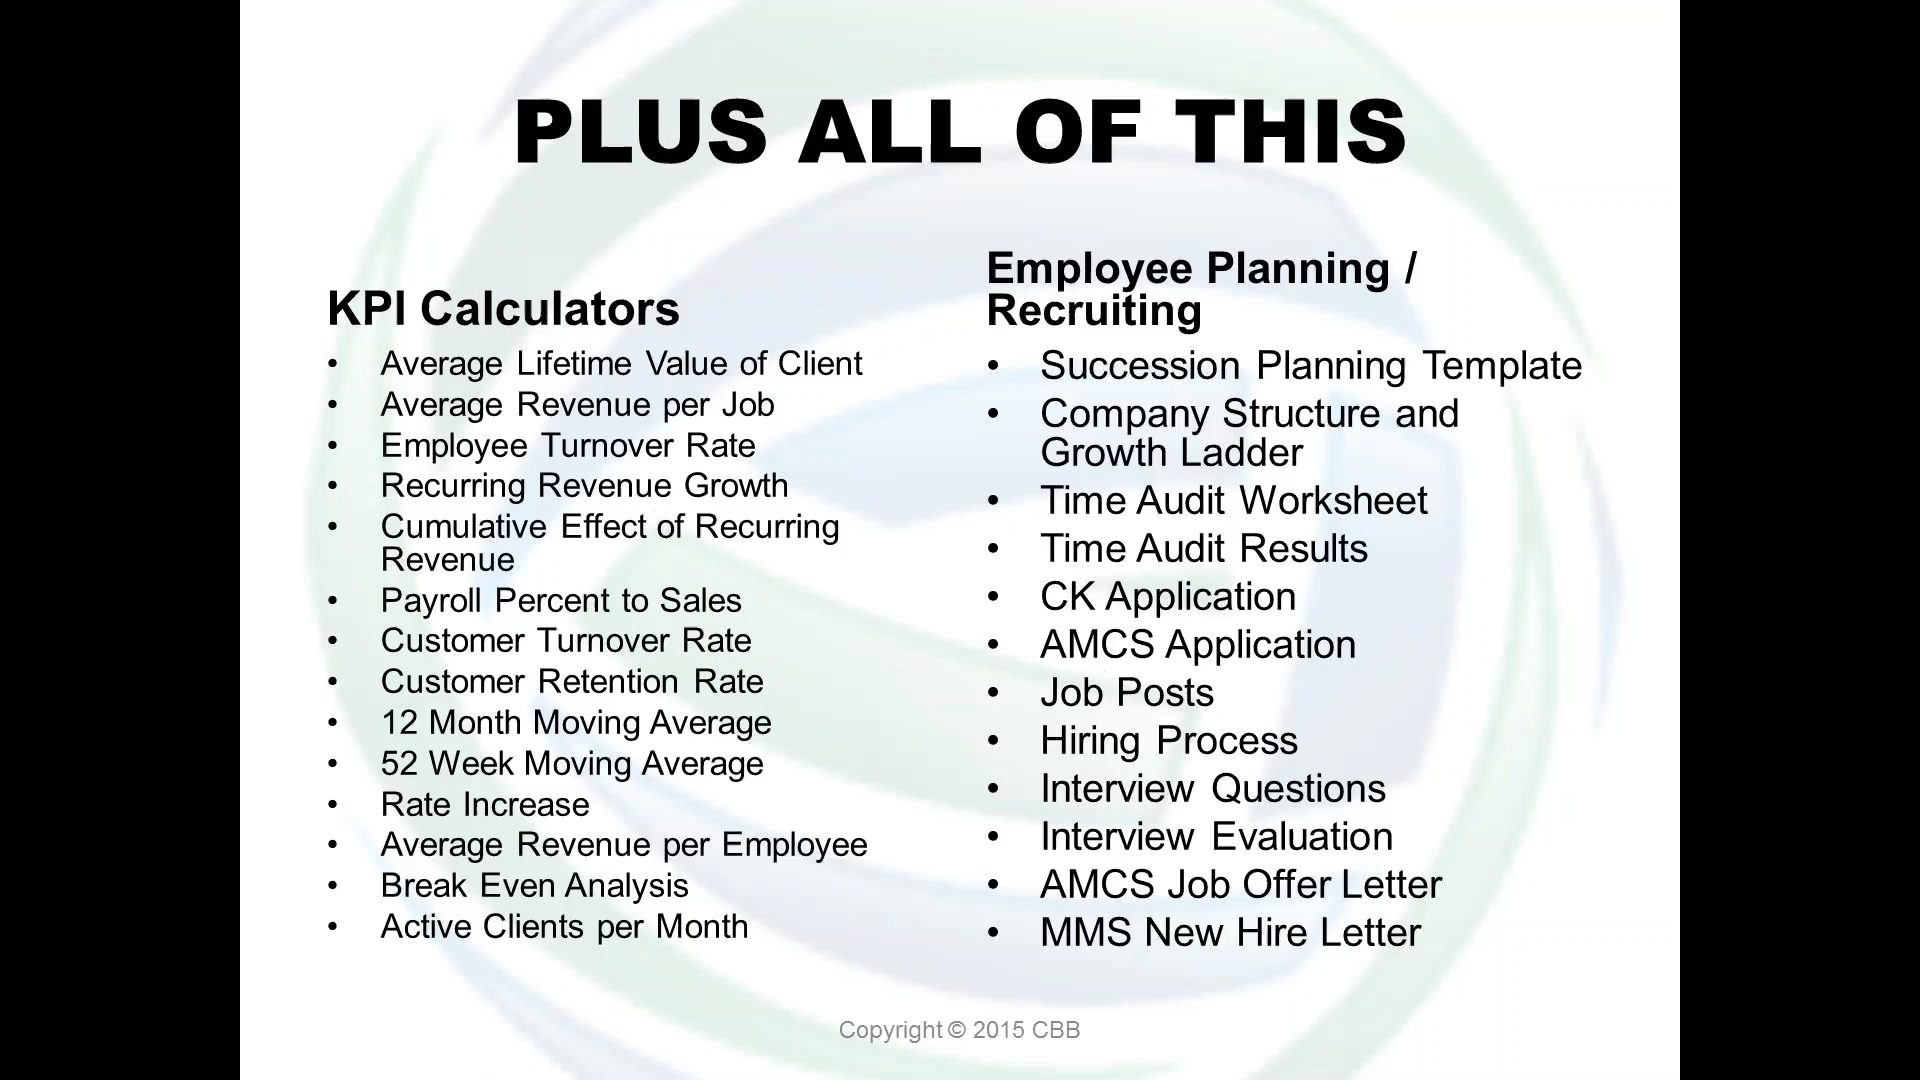 PLUS ALL OF THIS
KPI Calculators
• Average Lifetime Value of Client
• Average Revenue per Job
• Employee Turnover Rate
• Recurring Revenue Growth
• Cumulative Effect of Recurring
Revenue
• Payroll Percent to Sales
• Customer Turnover Rate
• Customer Retention Rate
• 12 Month Moving Average
• 52 Week Moving Average
• Rate Increase
• Average Revenue per Employee
• Break Even Analysis
• Active Clients per Month
Employee Planning /
Recruiting
• Succession Planning Template
• Company Structure and
Growth Ladder
• Time Audit Worksheet
• Time Audit Results
• CK Application
• AMCS Application
• Job Posts
• Hiring Process
• Interview Questions
• Interview Evaluation
• AMCS Job Offer Letter
• MMS New Hire Letter
Copyright © 2015 CBB